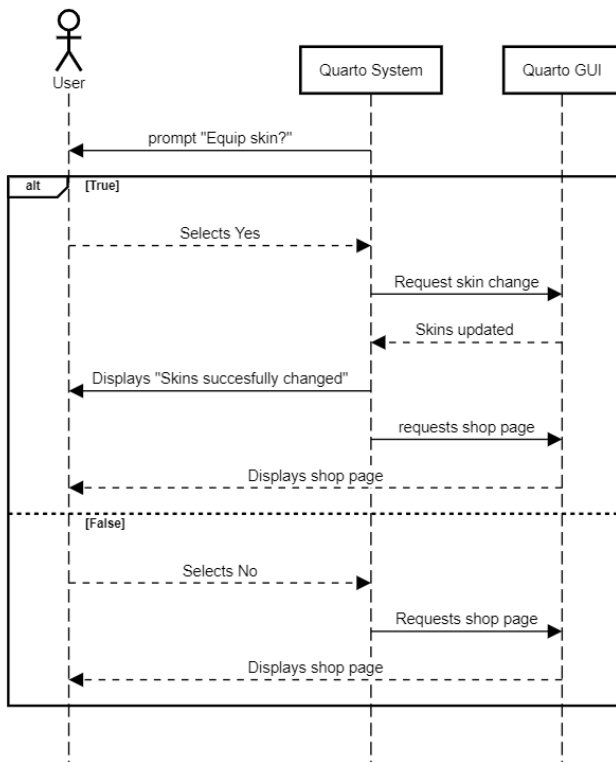 User
Quarto System
Quarto GUI
prompt "Equip skin?"
alt
[True]
Selects Yes
Request skin change
Skins updated
Displays "Skins succesfully changed"
requests shop page
Displays shop page
[False]
Selects No
Requests shop page
Displays shop page